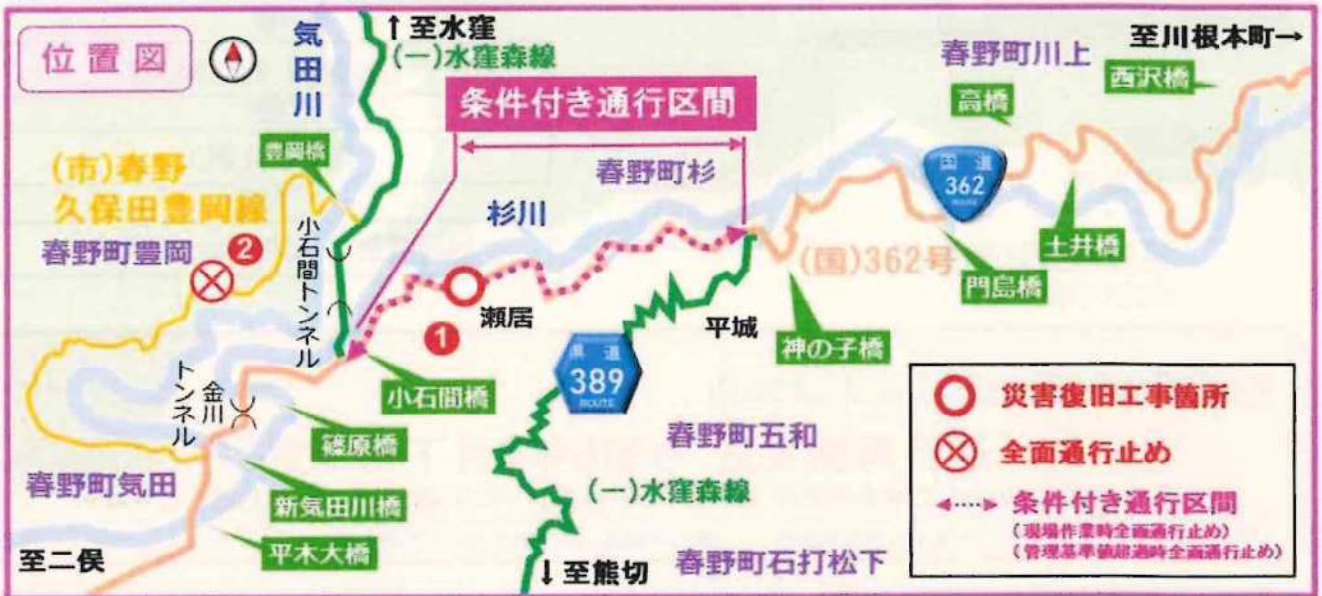 位置図
気田川
↑至水窪
(一)水窪森線
条件付き通行区間
春野町川上
至川根本町→
西沢橋
高橋
豊岡橋
春野町杉
杉川
国道
362
ROUTE
(市)春野
久保田豊岡線
春野町豊岡
2
小石間トンネル
土井橋
(国)362号
門島橋
1
瀬居
平城
神の子橋
県道
389
ROUTE
小石間橋
金川
トンネル
篠原橋
春野町五和
春野町気田
新気田川橋
(一)水窪森線
平木大橋
至二俣
↓至熊切
春野町石打松下
災害復旧工事箇所
全面通行止め
条件付き通行区間
(現場作業時全面通行止め)
(管理基準値超過時全面通行止め)